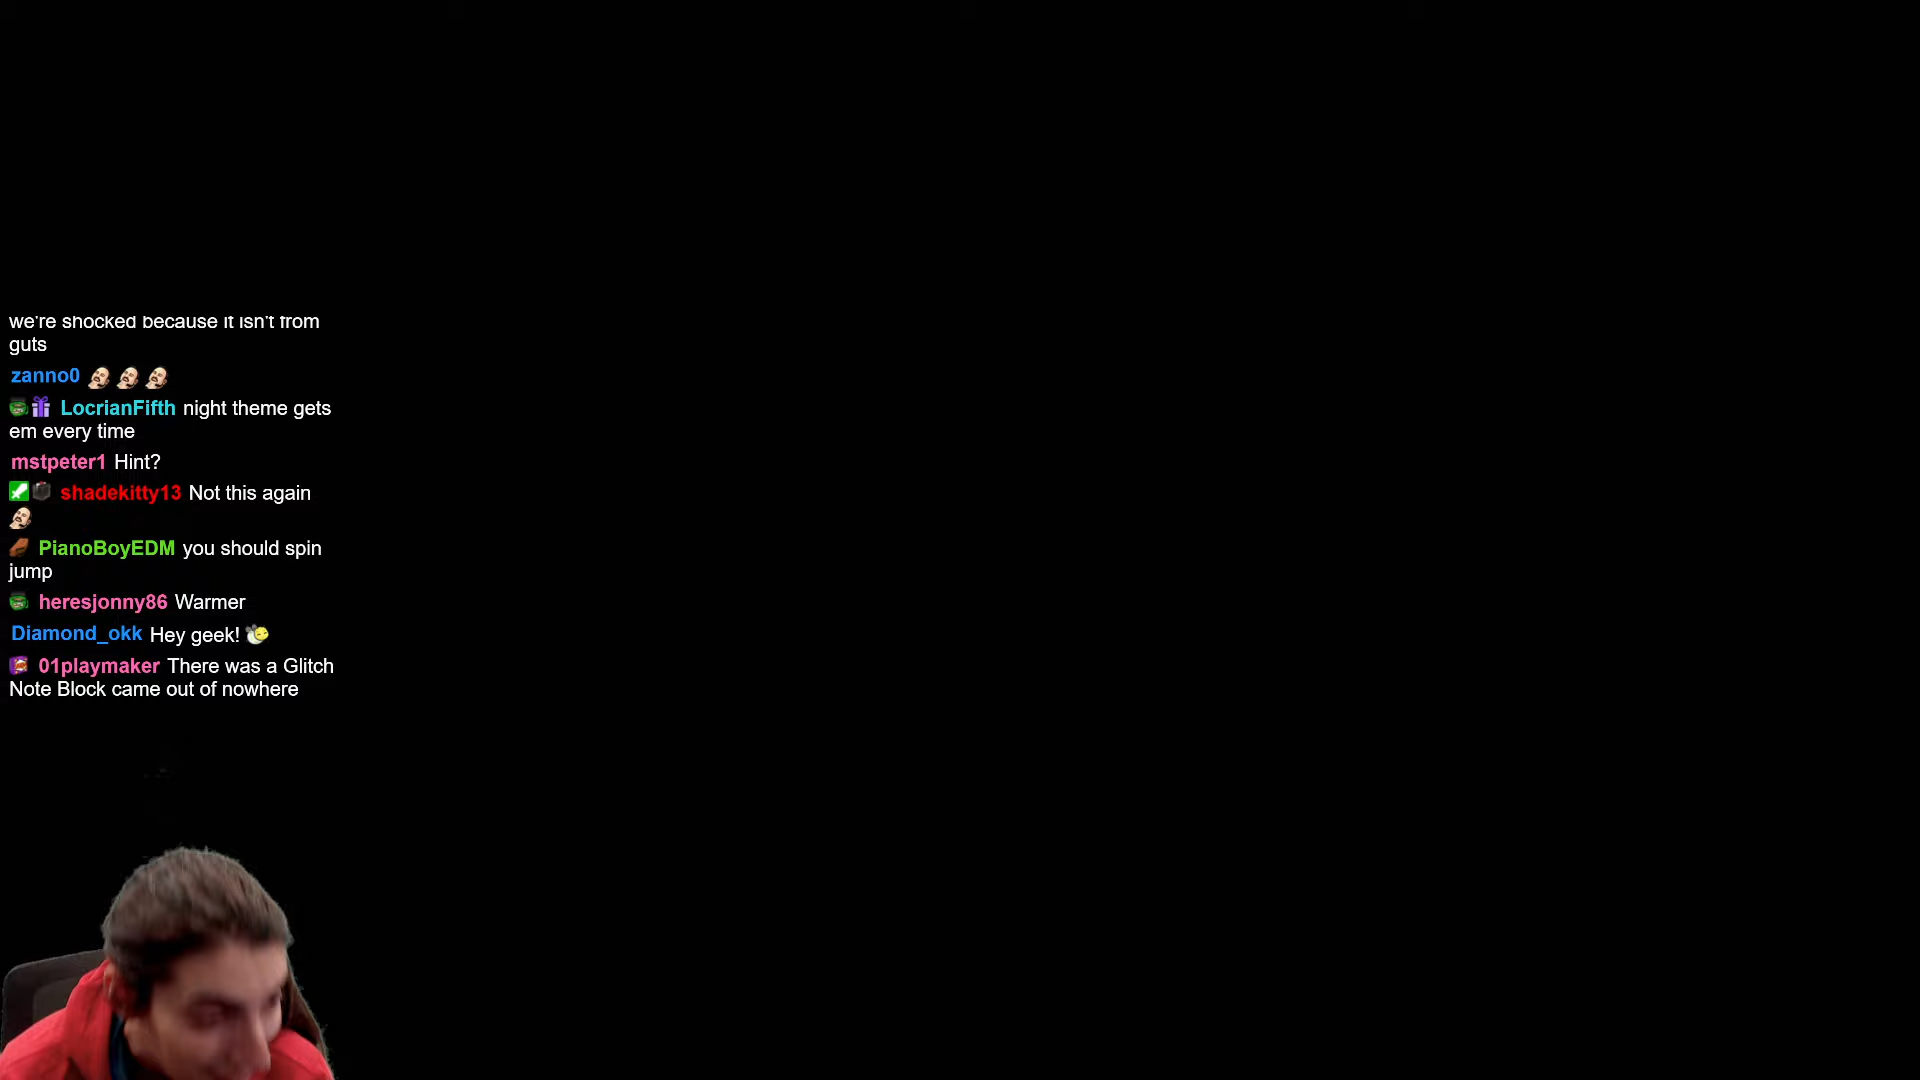 we're shocked because it isn't from
guts
zanno0
LocrianFifth night theme gets
em every time
mstpeter1 Hint?
shadekitty13 Not this again
PianoBoyEDM you should spin
jump
heresjonny86 Warmer
Diamond_okk Hey geek!
01playmaker There was a Glitch
Note Block came out of nowhere